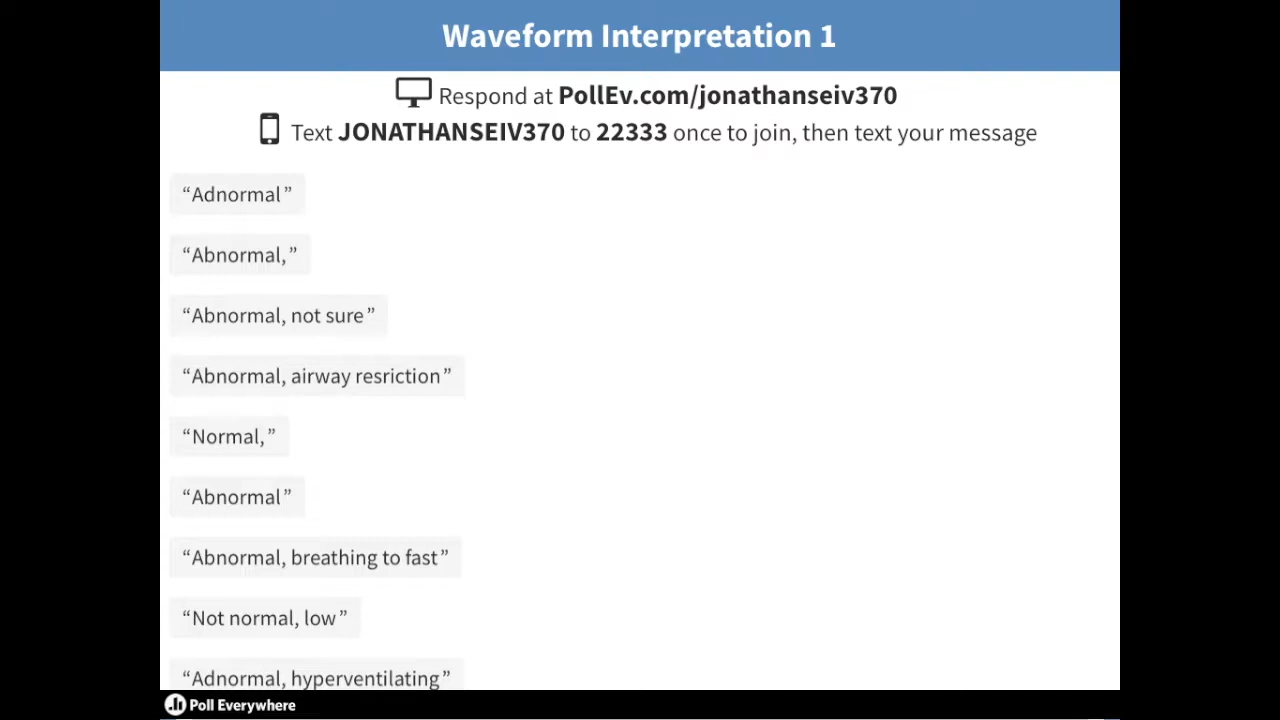 Waveform Interpretation 1
Respond at PollEv.com/jonathanseiv370
Text JONATHANSEIV370 to 22333 once to join, then text your message
“Adnormal”
“Abnormal,”
“Abnormal, not sure”
“Abnormal, airway resriction”
“Normal,”
“Abnormal”
“Abnormal, breathing to fast”
“Not normal, low”
“Adnormal, hyperventilating”
Poll Everywhere